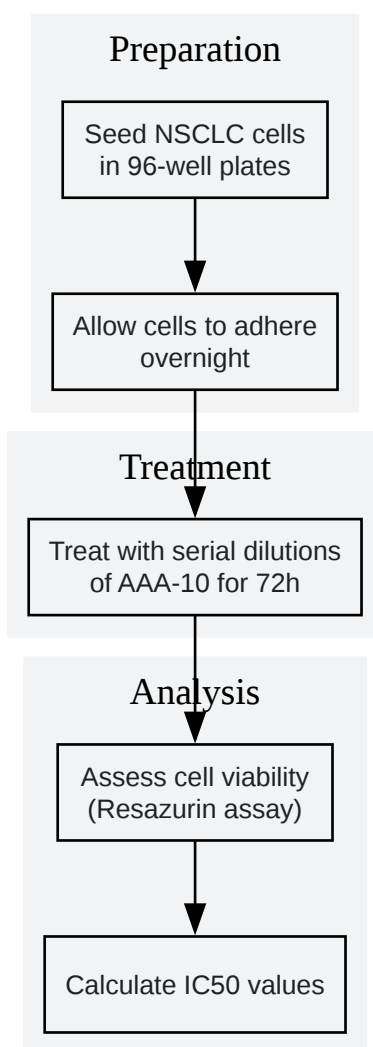 Preparation
Seed NSCLC cells
in 96-well plates
Allow cells to adhere
overnight
Treatment
Treat with serial dilutions
of AAA-10 for 72h
Analysis
Assess cell viability
(Resazurin assay)
Calculate IC50 values